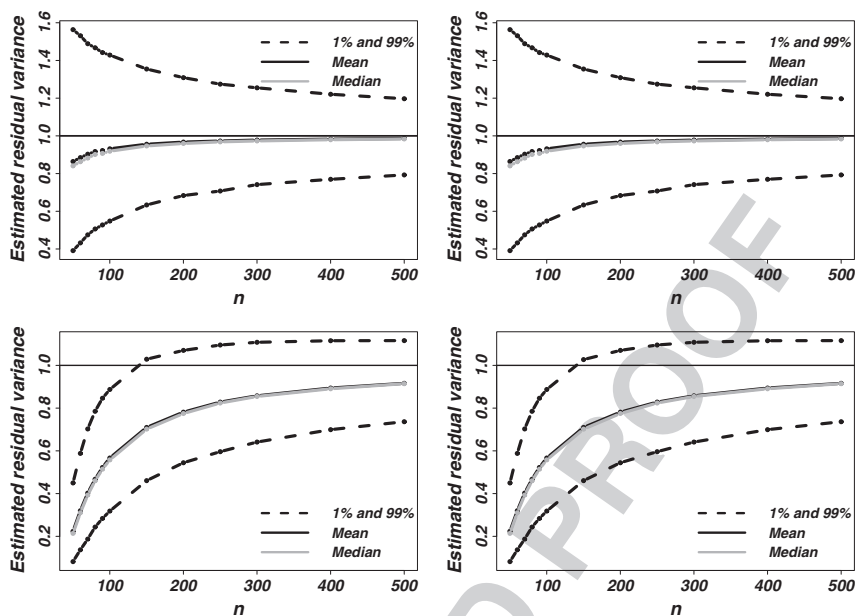 Estimated residual variance
1.6
1.4
1.2
1.0
0.8
0.6
0.4
1% and 99%
Mean
Median
100 200 300 400 500
n
Estimated residual variance
1.6
1.4
1.2
1.0
0.8
0.6
0.4
1% and 99%
Mean
Median
100 200 300 400 500
n
Estimated residual variance
1.0
0.8
0.6
0.4
0.2
1% and 99%
Mean
Median
100 200 300 400 500
n
Estimated residual variance
1.0
0.8
0.6
0.4
0.2
1% and 99%
Mean
Median
100 200 300 400 500
n
D PROOF